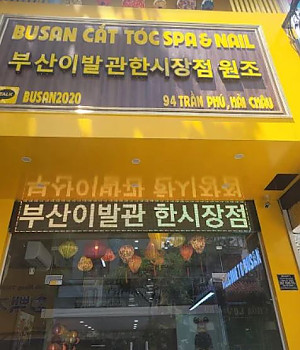 BUSAN CẮT TÓC SPA & NAIL
부산이발관한시장점 원조
TALK
BUSAN2020
94 TRẦN PHÚ, HẢI CHÂU
부산이발관 한시장점